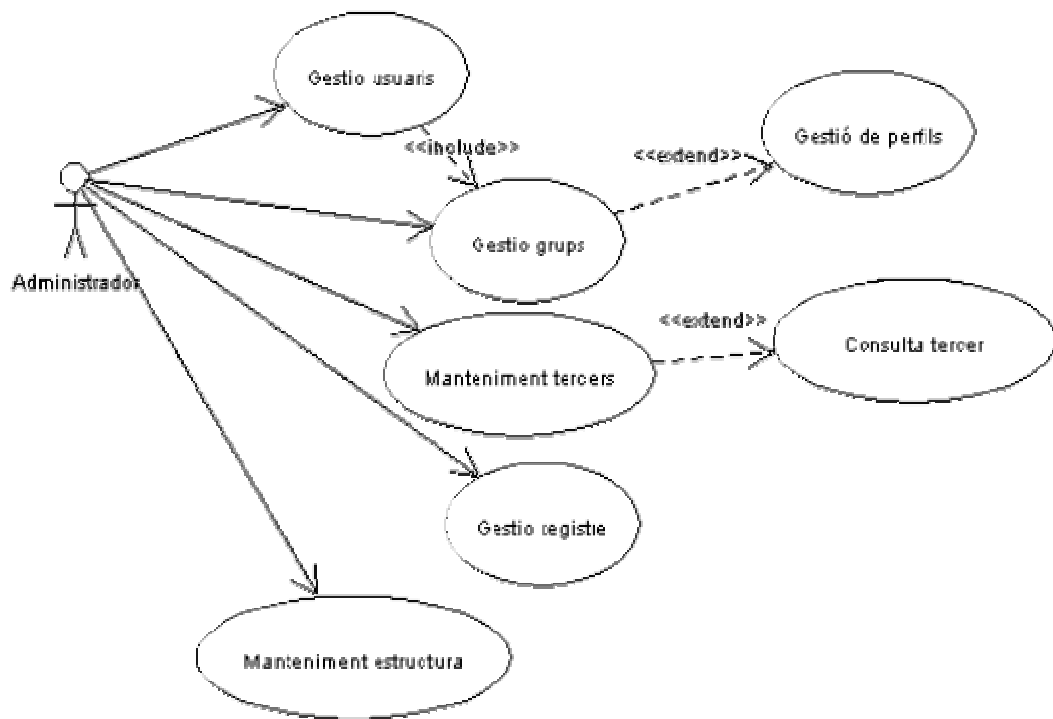 Gestio usuaris
<<include>>
Gestió de perfils
<<extend>>
Gestio grups
Administrador
<<extend>>
Consulta tercer
Manteniment tercers
Gestio registre
Manteniment estructura